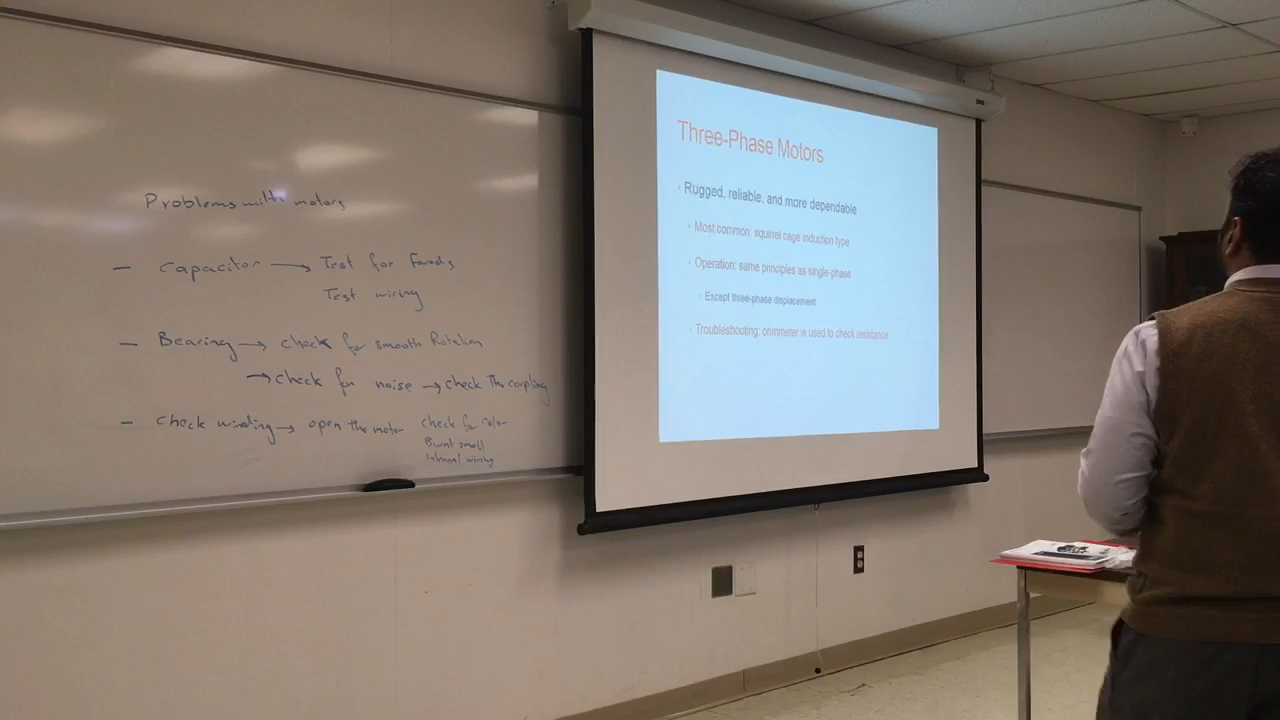 Problems with motors
– Capacitor → Test for Farads
Test wiring
– Bearing → check for smooth Rotation
→ check for noise → check The coupling
– Check winding → open the motor check for color
Burnt smell
Internal wiring
Three-Phase Motors
• Rugged, reliable, and more dependable
• Most common: squirrel cage induction type
• Operation: same principles as single-phase
• Except three-phase displacement
• Troubleshooting: ohmmeter is used to check resistance